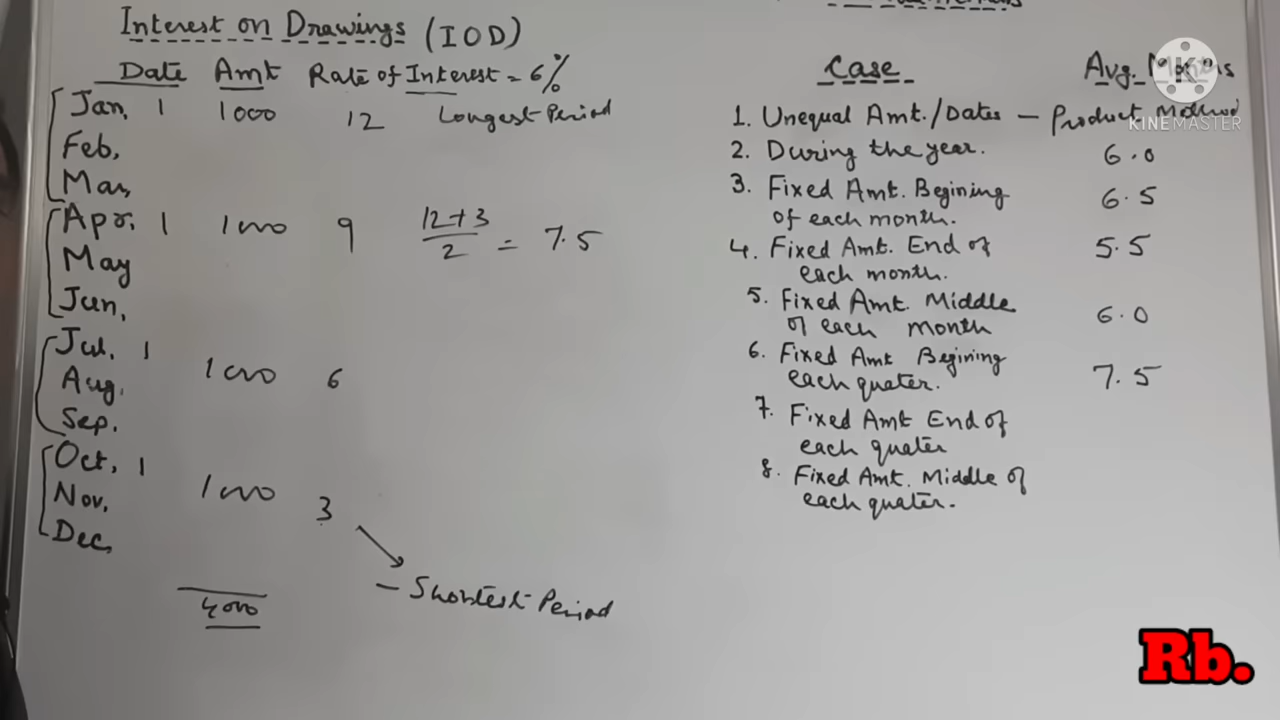 Interest on Drawings (IOD)
Date Amt Rate of Interest = 6%
Jan, 1 1000 12 Longest Period
Feb,
Mar,
Apr, 1 1000 9 12+3/2 = 7.5
May
Jun,
Jul, 1 1000 6
Aug,
Sep,
Oct, 1 1000 3
Nov,
Dec,
- Shortest Period
4000
Case Avg.
KINEMASTER
1. Unequal Amt./Dates - Product Method
2. During the year. 6.0
3. Fixed Amt. Begining 6.5
of each month.
4. Fixed Amt. End of 5.5
each month.
5. Fixed Amt. Middle
of each month 6.0
6. Fixed Amt Begining
each quater. 7.5
7. Fixed Amt End of
each quater
8. Fixed Amt. Middle of
each quater.
Rb.